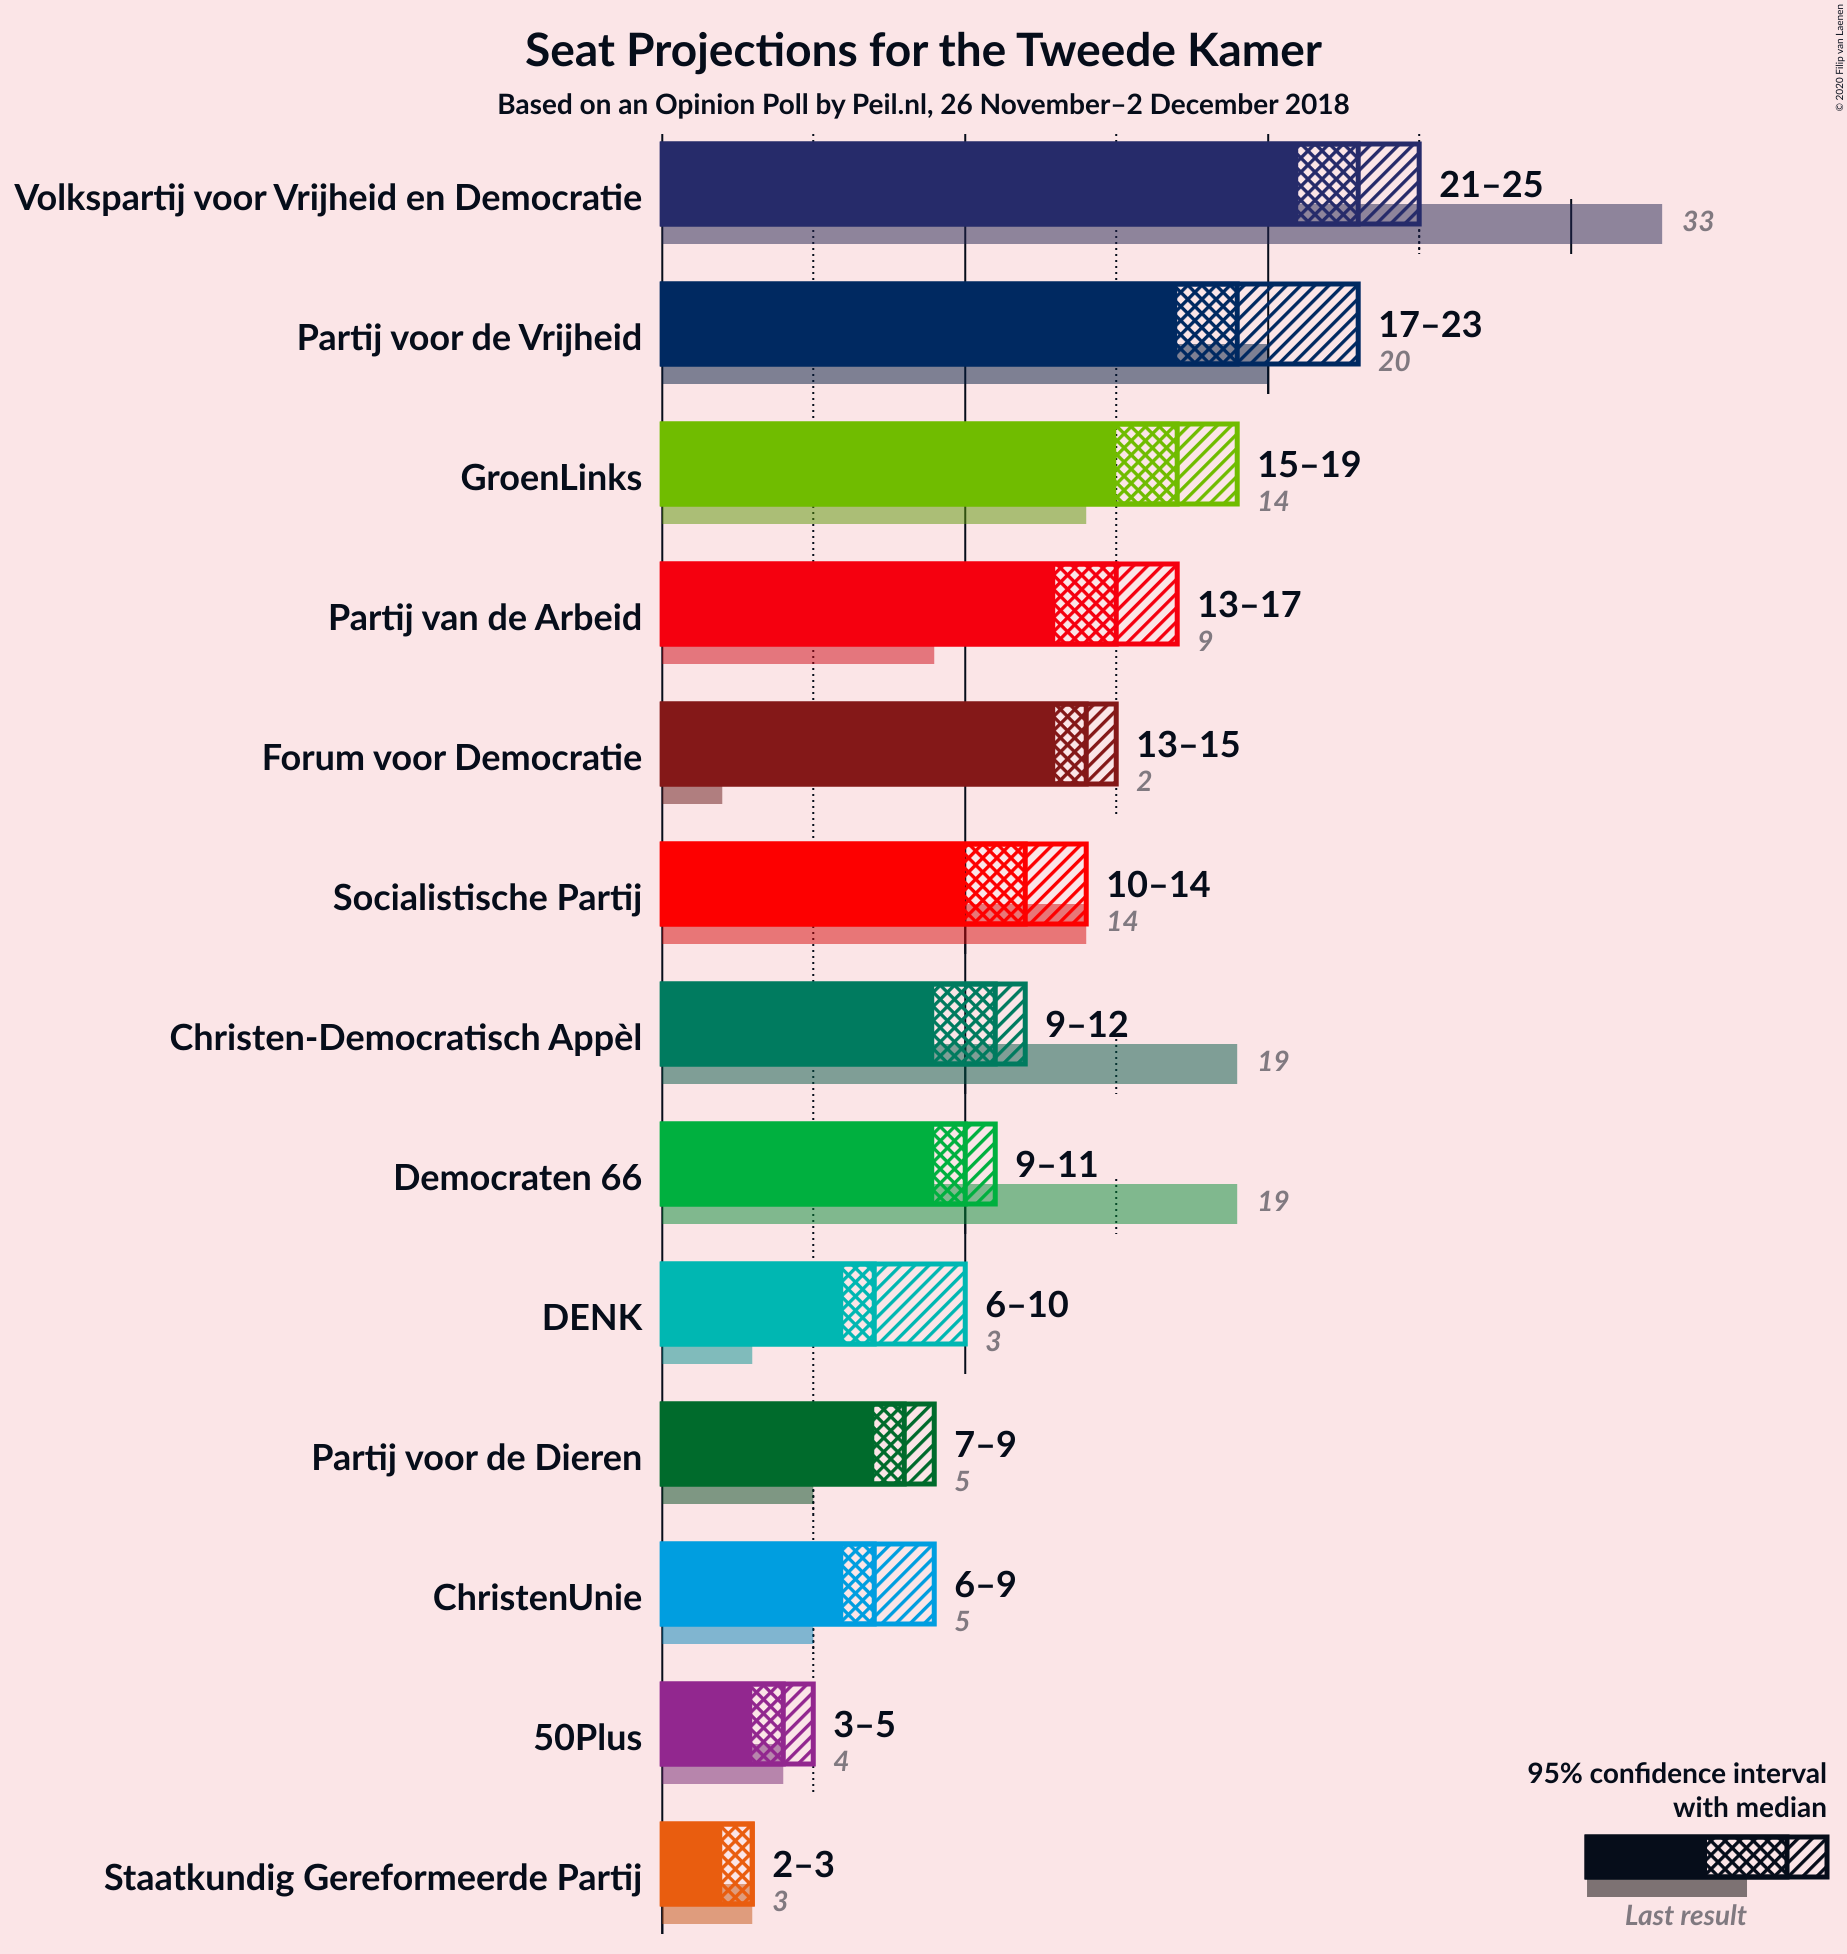 Seat Projections for the Tweede Kamer
Based on an Opinion Poll by Peil.nl, 26 November–2 December 2018
© 2020 Filip van Laenen
Volkspartij voor Vrijheid en Democratie
21–25
33
Partij voor de Vrijheid
17–23
20
GroenLinks
15–19
14
Partij van de Arbeid
13–17
9
Forum voor Democratie
13–15
2
Socialistische Partij
10–14
14
Christen-Democratisch Appèl
9–12
19
Democraten 66
9–11
19
DENK
6–10
3
Partij voor de Dieren
7–9
5
ChristenUnie
6–9
5
50Plus
3–5
4
Staatkundig Gereformeerde Partij
2–3
3
95% confidence interval
with median
Last result